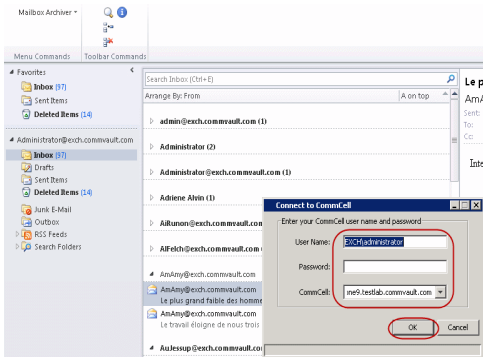 Mailbox Archiver
Menu Commands
Toolbar Commands
Favorites
Inbox (97)
Sent Items
Deleted Items (14)
Administrator@exch.commvault.com
Inbox (97)
Drafts
Sent Items
Deleted Items (14)
Junk E-Mail
Outbox
RSS Feeds
Search Folders
Search Inbox (Ctrl+E)
Arrange By: From
A on top
admin@exch.commvault.com (1)
Administrator (2)
Administrator@exch.commvault.com (1)
Adriene Alvin (1)
AiRunon@exch.commvault.com
AlFelch@exch.commvault.com
AmAmy@exch.commvault.com
AmAmy@exch.commvault.com
Le plus grand faible des homme
AmAmy@exch.commvault.com
Le travail éloigne de nous trois
AuJessup@exch.commvault.com
Le p
AmA
Sent:
To:
Cc:
Inte
Connect to CommCell
Enter your CommCell user name and password
User Name:
EXCH\administrator
Password:
CommCell:
ne9.testlab.commvault.com
OK
Cancel